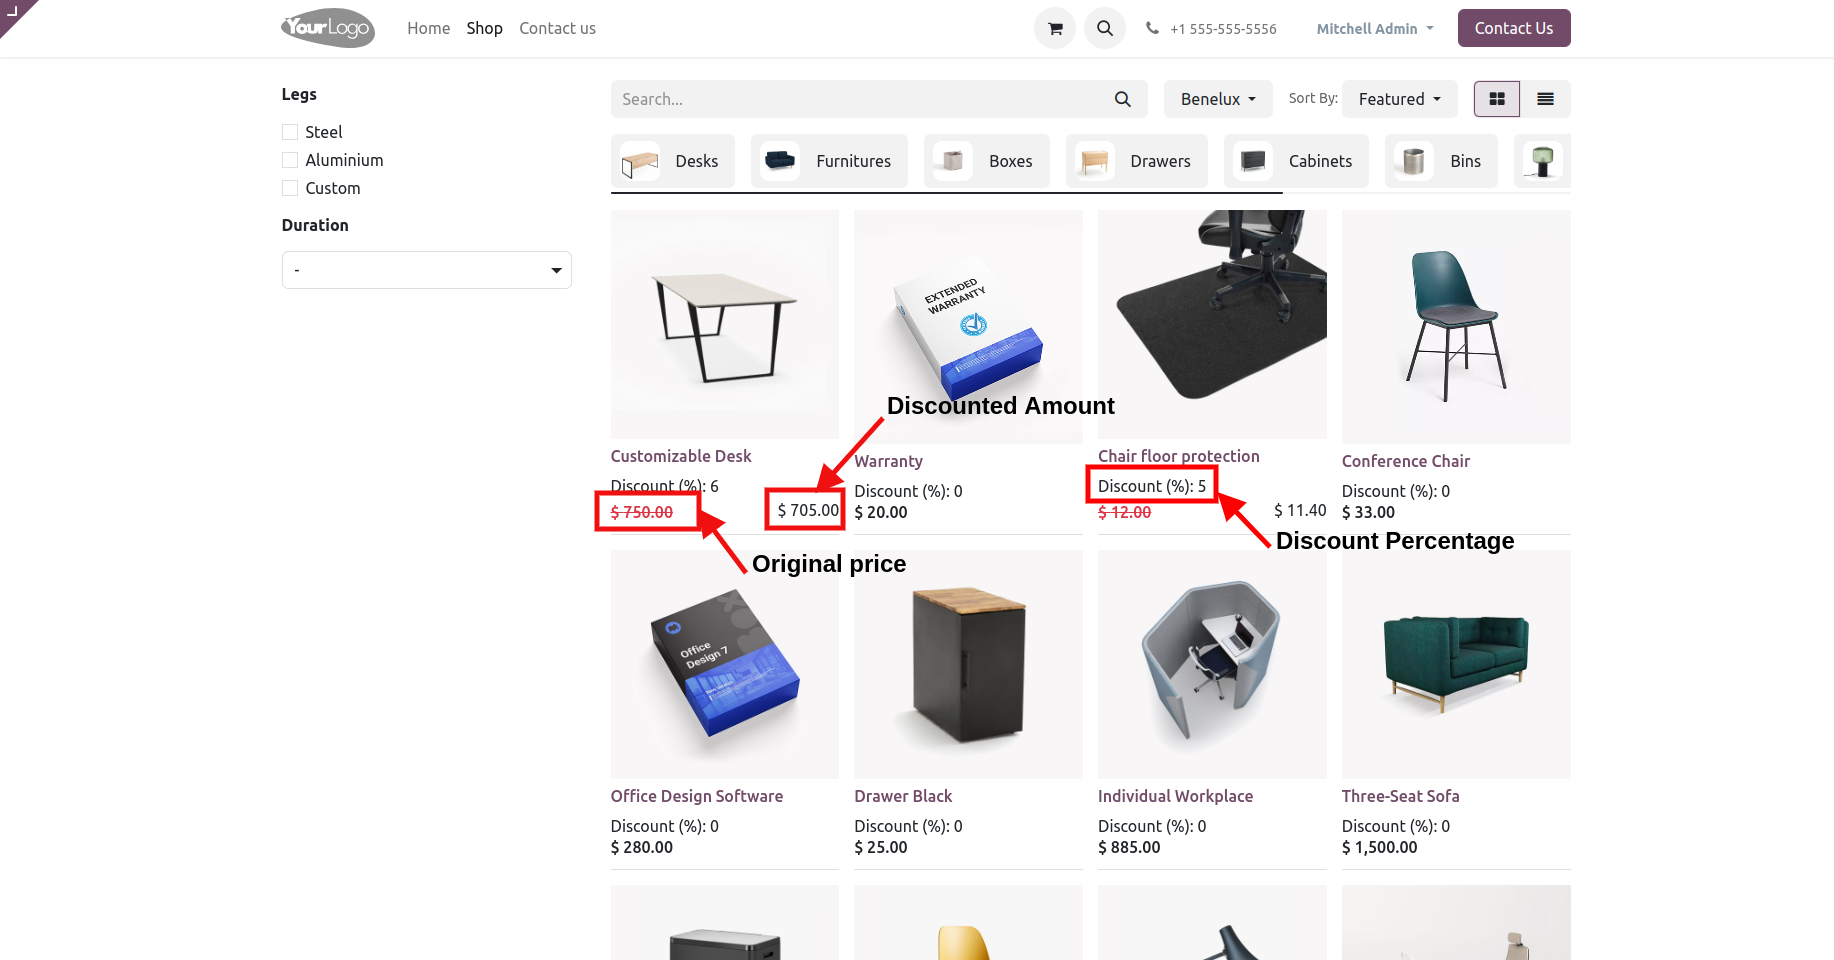 YourLogo Home Shop Contact us +1 555-555-5556 Mitchell Admin Contact Us
Legs
Steel
Aluminium
Custom
Duration
-
Search... Benelux Sort By: Featured
Desks Furnitures Boxes Drawers Cabinets Bins
EXTENDED
WARRANTY
Discounted Amount
Customizable Desk
Discount (%): 6
$ 750.00 $ 705.00
Warranty
Discount (%): 0
$ 20.00
Chair floor protection
Discount (%): 5
$ 12.00 $ 11.40
Conference Chair
Discount (%): 0
$ 33.00
Original price
Discount Percentage
Office
Design 7
Office Design Software
Discount (%): 0
$ 280.00
Drawer Black
Discount (%): 0
$ 25.00
Individual Workplace
Discount (%): 0
$ 885.00
Three-Seat Sofa
Discount (%): 0
$ 1,500.00